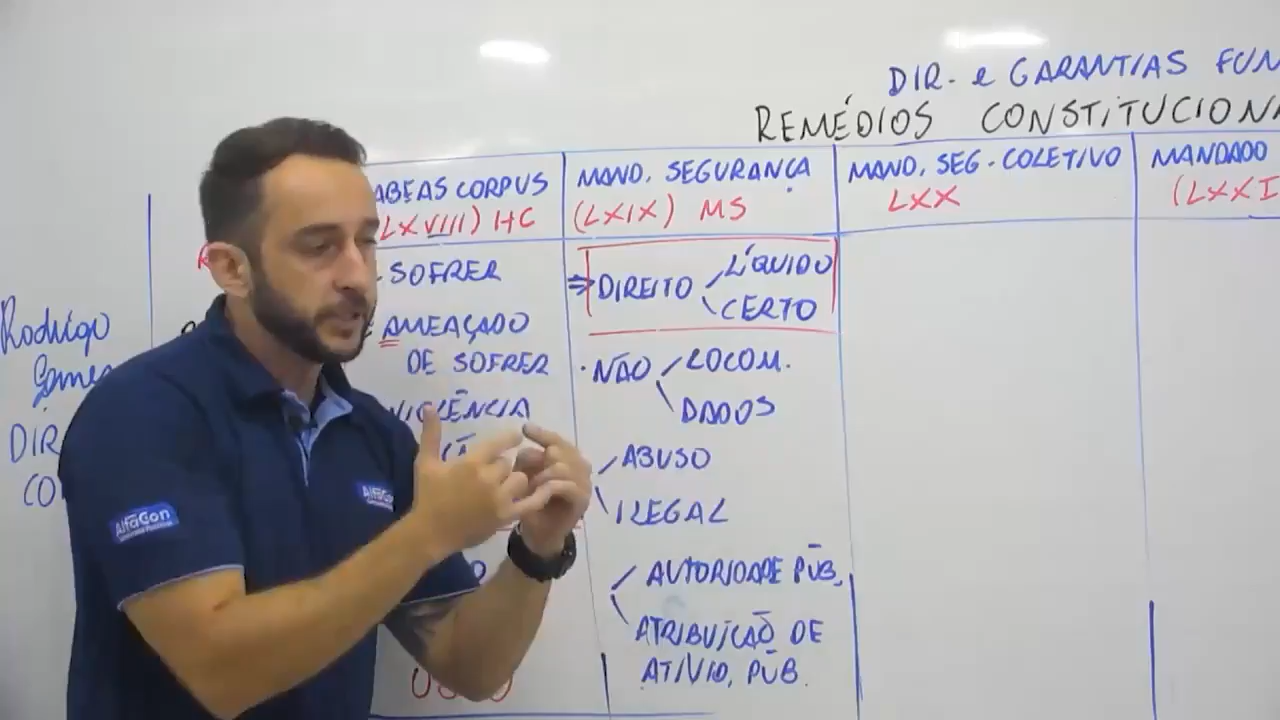 DIR. e GARANTIAS FUN
REMÉDIOS CONSTITUCIONA
ABEAS CORPUS
LXVIII) HC
SOFRER
AMEAÇADO
DE SOFRER
VIOLÊNCIA
MAND. SEGURANÇA
(LXIX) MS
⇒ DIREITO LÍQUIDO
CERTO
· NÃO LOCOM.
DADOS
ABUSO
ILEGAL
AUTORIDADE PÚB.
ATRIBUIÇÃO DE
ATIVID. PÚB.
MAND. SEG. COLETIVO
LXX
MANDADO
(LXXI
Rodrigo
Gomes
DIR
CO
AlfaCon
AlfaCon